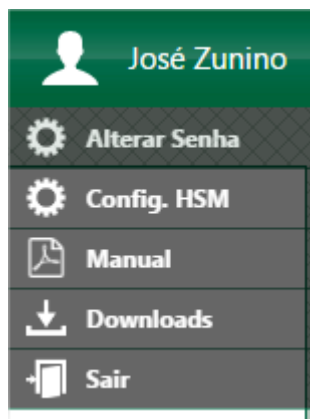 José Zunino
Alterar Senha
Config. HSM
Manual
Downloads
Sair